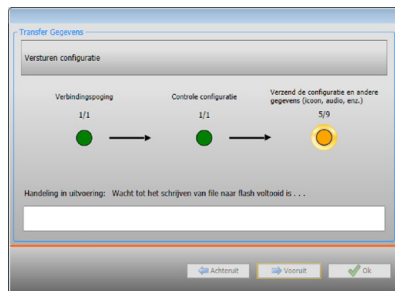 Transfer Gegevens
Versturen configuratie
Verbindingspoging
1/1
Controle configuratie
1/1
Verzend de configuratie en andere
gegevens (icoon, audio, enz.)
5/9
Handeling in uitvoering: Wacht tot het schrijven van file naar flash voltooid is . . .
Achteruit
Vooruit
Ok